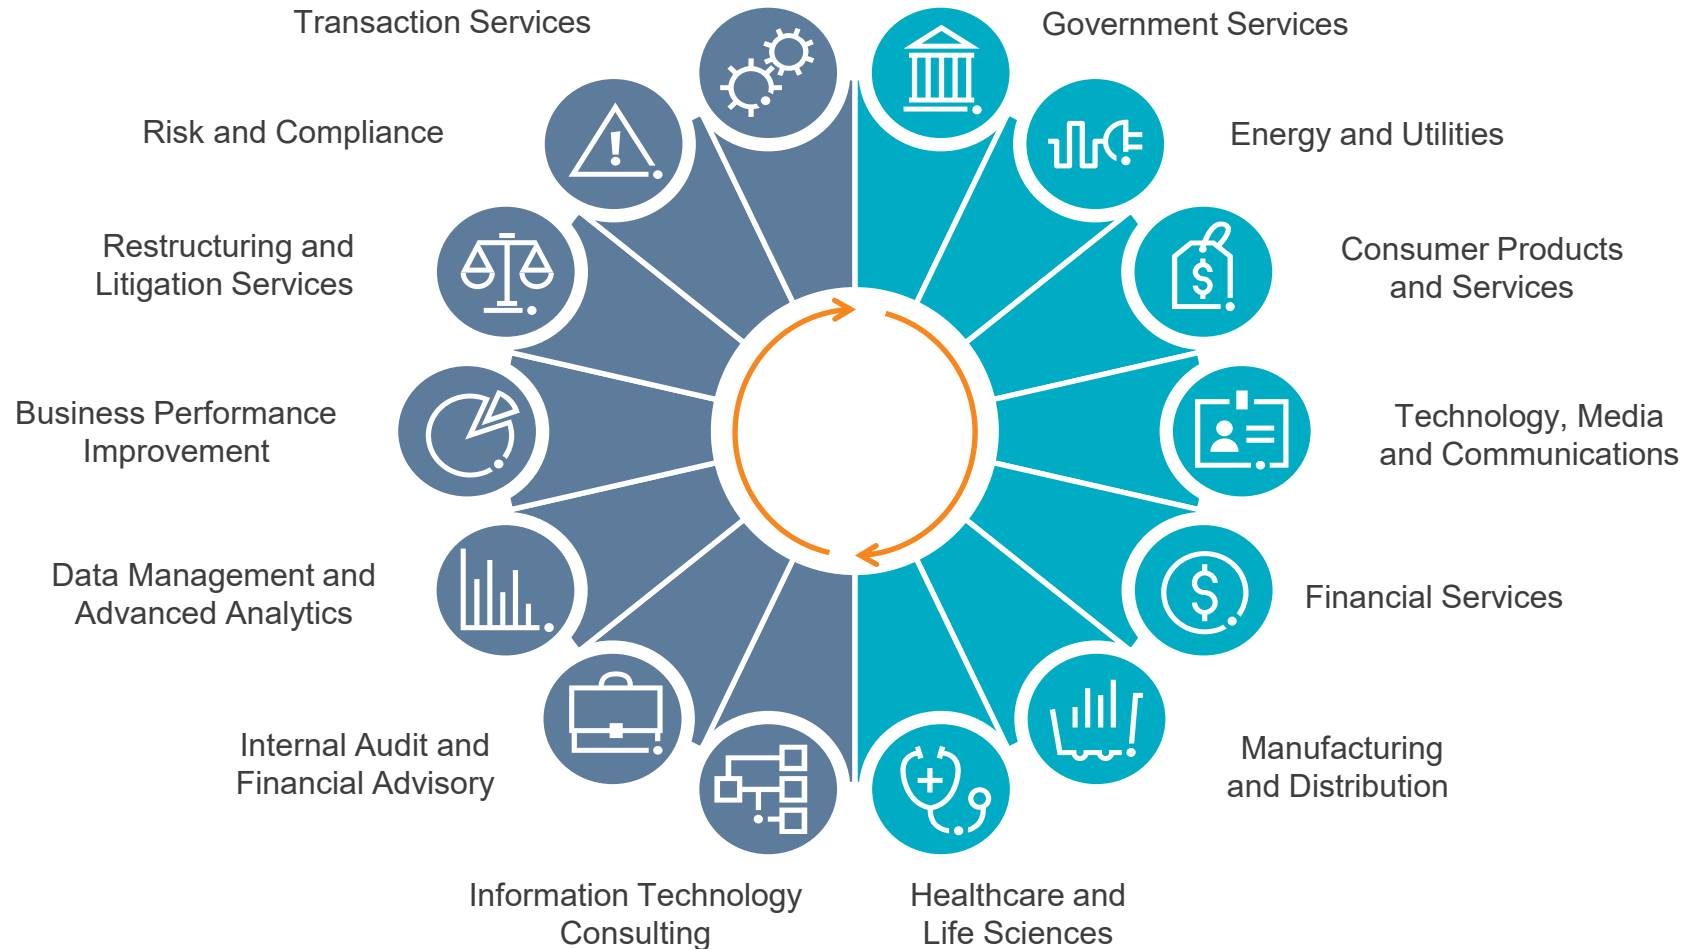 Transaction Services
Government Services
Risk and Compliance
Energy and Utilities
Restructuring and
Litigation Services
Consumer Products
and Services
Business Performance
Improvement
Technology, Media
and Communications
Data Management and
Advanced Analytics
Financial Services
Internal Audit and
Financial Advisory
Manufacturing
and Distribution
Information Technology
Consulting
Healthcare and
Life Sciences